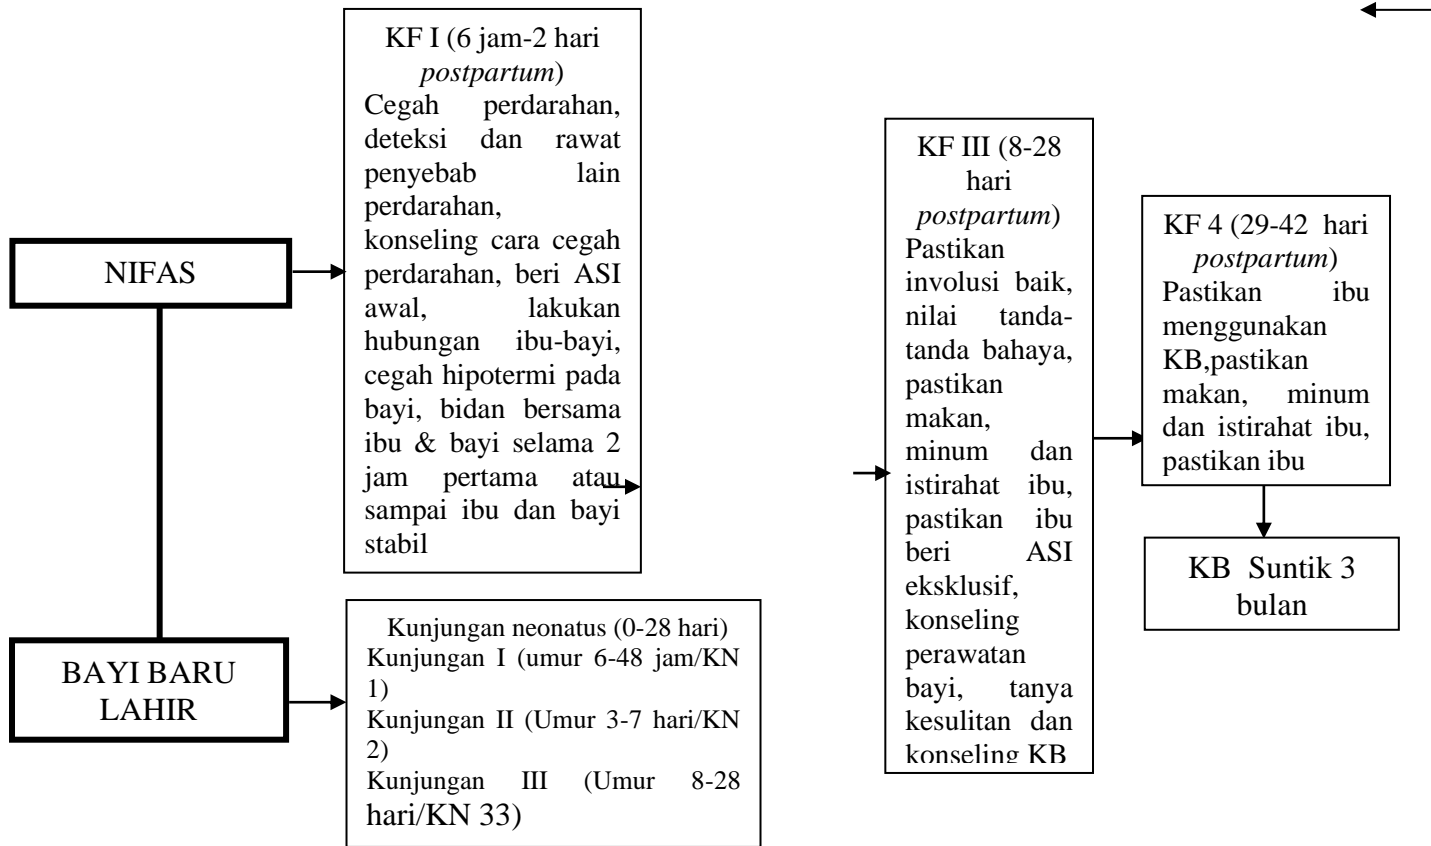 KF I (6 jam-2 hari
postpartum)
Cegah perdarahan,
deteksi dan rawat
penyebab lain
perdarahan,
konseling cara cegah
perdarahan, beri ASI
awal, lakukan
hubungan ibu-bayi,
cegah hipotermi pada
bayi, bidan bersama
ibu & bayi selama 2
jam pertama atau
sampai ibu dan bayi
stabil
NIFAS
KF III (8-28
hari
postpartum)
Pastikan
involusi baik,
nilai tanda-
tanda bahaya,
pastikan
makan,
minum dan
istirahat ibu,
pastikan ibu
beri ASI
eksklusif,
konseling
perawatan
bayi, tanya
kesulitan dan
konseling KB
KF 4 (29-42 hari
postpartum)
Pastikan ibu
menggunakan
KB,pastikan
makan, minum
dan istirahat ibu,
pastikan ibu
KB Suntik 3
bulan
BAYI BARU
LAHIR
Kunjungan neonatus (0-28 hari)
Kunjungan I (umur 6-48 jam/KN
1)
Kunjungan II (Umur 3-7 hari/KN
2)
Kunjungan III (Umur 8-28
hari/KN 33)